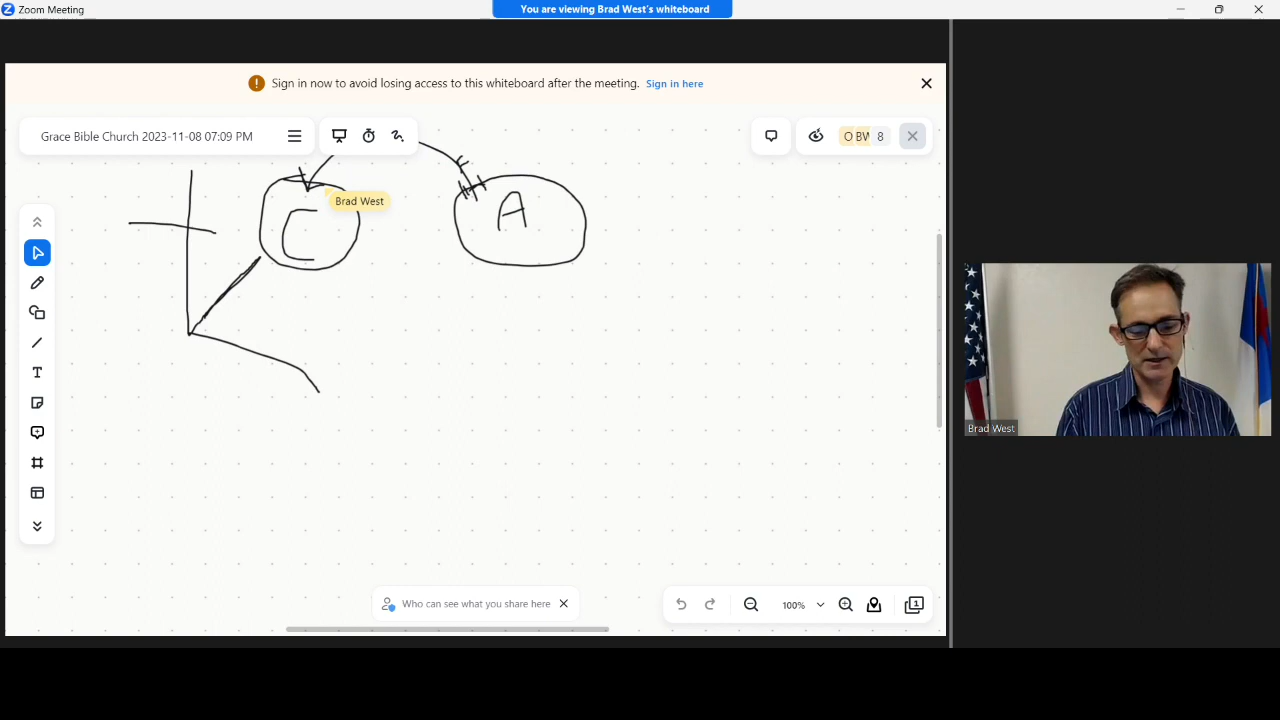 Zoom Meeting
You are viewing Brad West's whiteboard
Sign in now to avoid losing access to this whiteboard after the meeting. Sign in here
Grace Bible Church 2023-11-08 07:09 PM
O BW 8
Brad West
C
A
Brad West
Who can see what you share here
100%
1